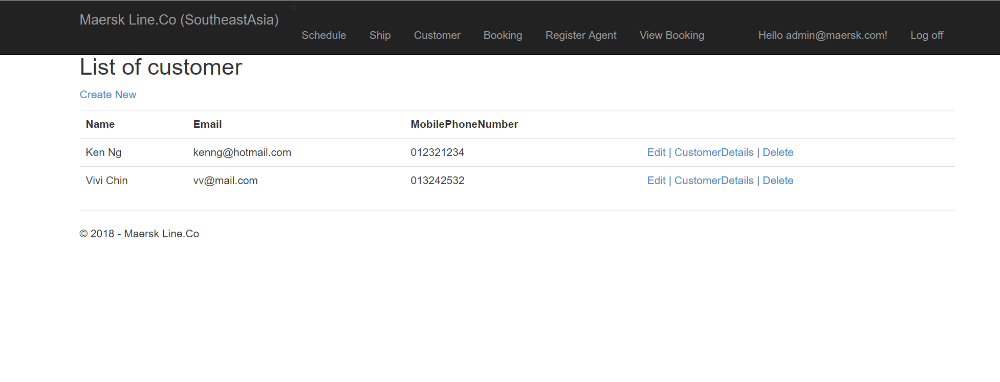 <
Maersk Line.Co (SoutheastAsia)
Schedule Ship Customer Booking Register Agent View Booking Hello admin@maersk.com! Log off
List of customer
Create New
Name Email MobilePhoneNumber
Ken Ng kenng@hotmail.com 012321234 Edit | CustomerDetails | Delete
Vivi Chin vv@mail.com 013242532 Edit | CustomerDetails | Delete
© 2018 - Maersk Line.Co